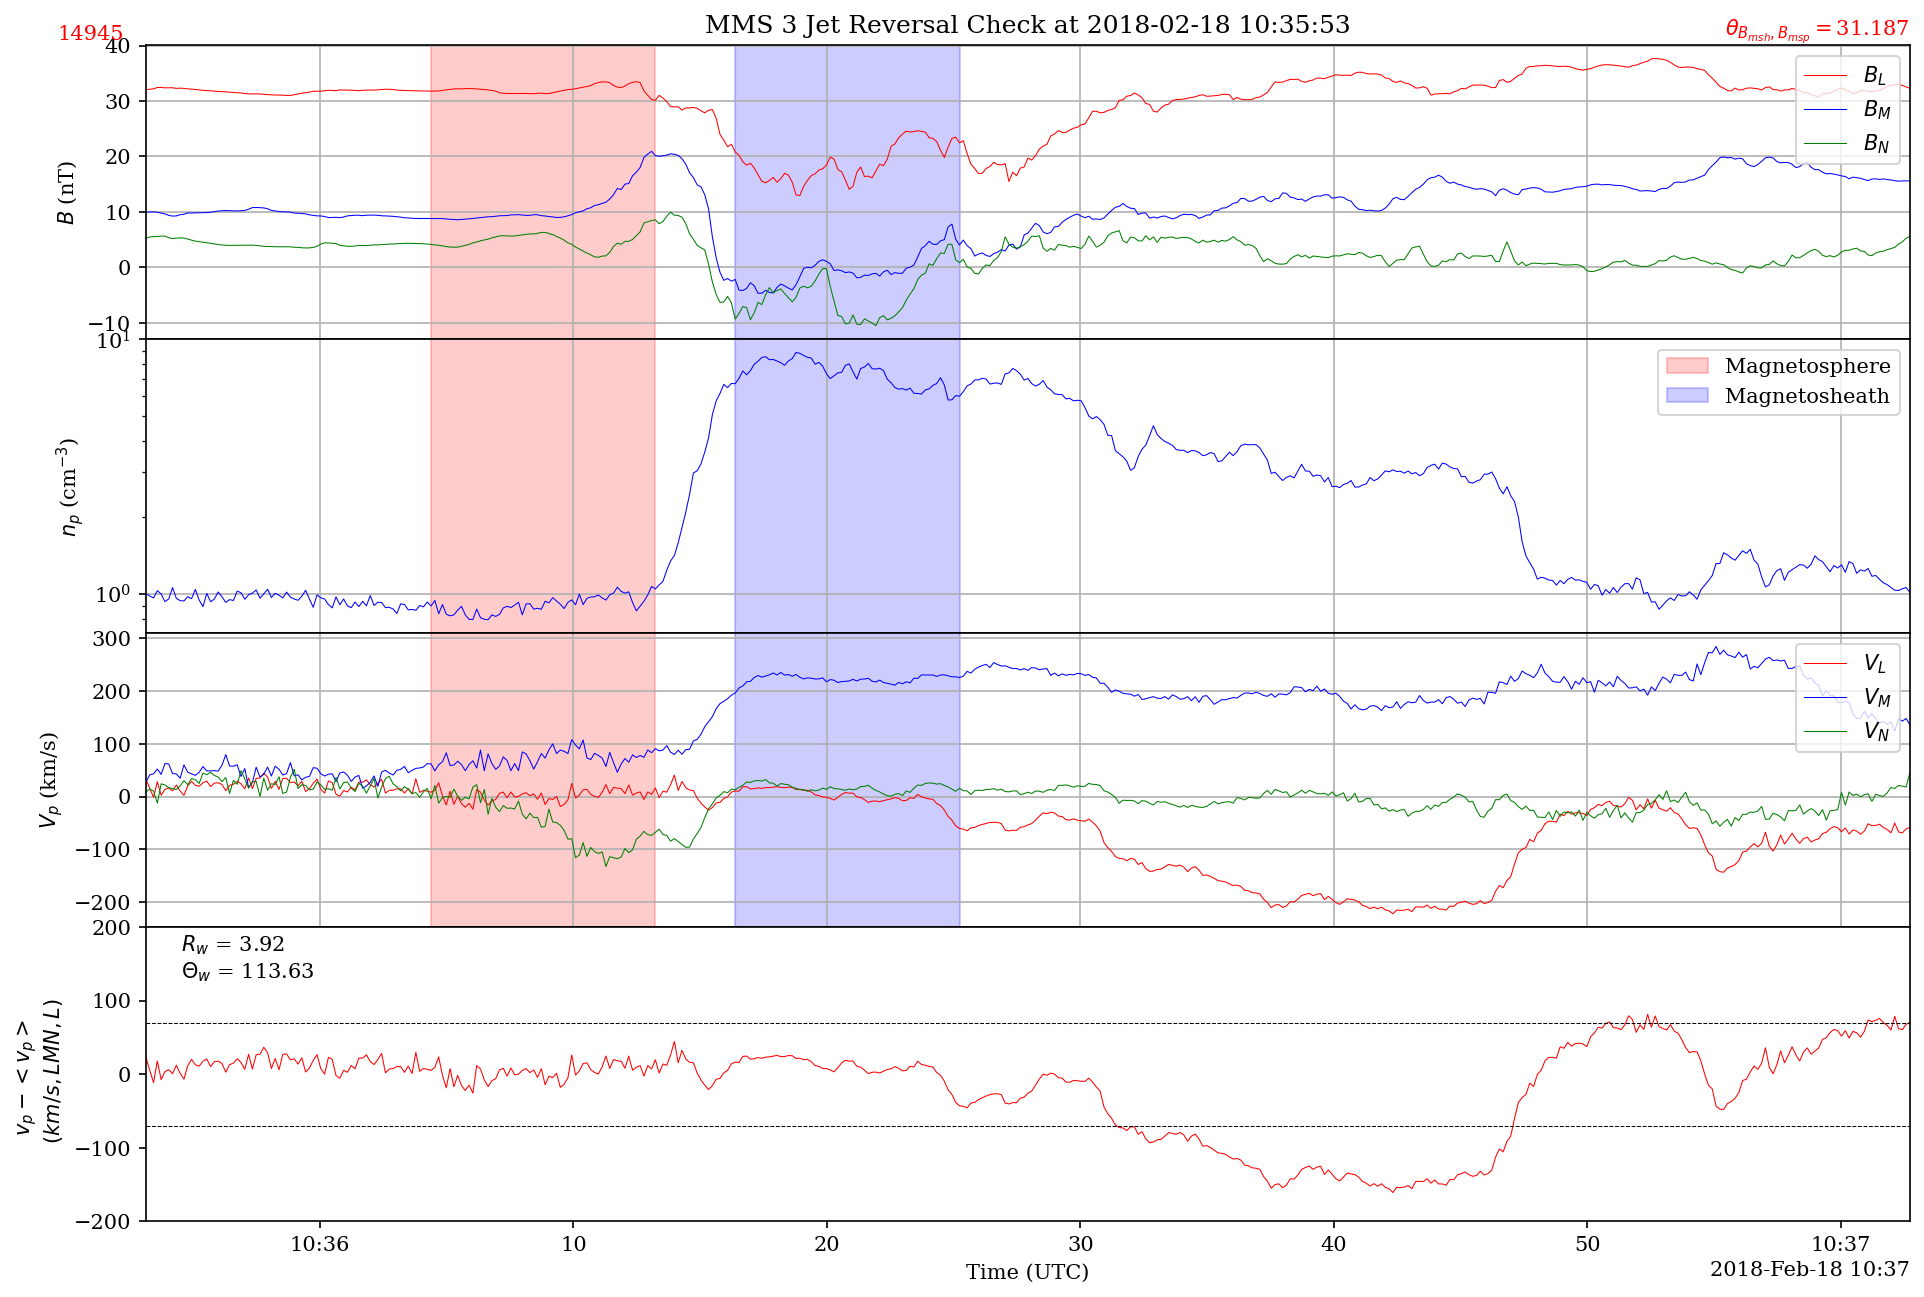 MMS 3 Jet Reversal Check at 2018-02-18 10:35:53
14945
θ_{B_{msh}, B_{msp}} = 31.187
40
30
20
10
0
−10
B (nT)
B_L
B_M
B_N
10^1
10^0
n_p (cm^{−3})
Magnetosphere
Magnetosheath
300
200
100
0
−100
−200
V_p (km/s)
V_L
V_M
V_N
200
100
0
−100
−200
v_p − < v_p >
(km/s, LMN, L)
R_w = 3.92
Θ_w = 113.63
10:36
10
20
30
40
50
10:37
Time (UTC)
2018-Feb-18 10:37